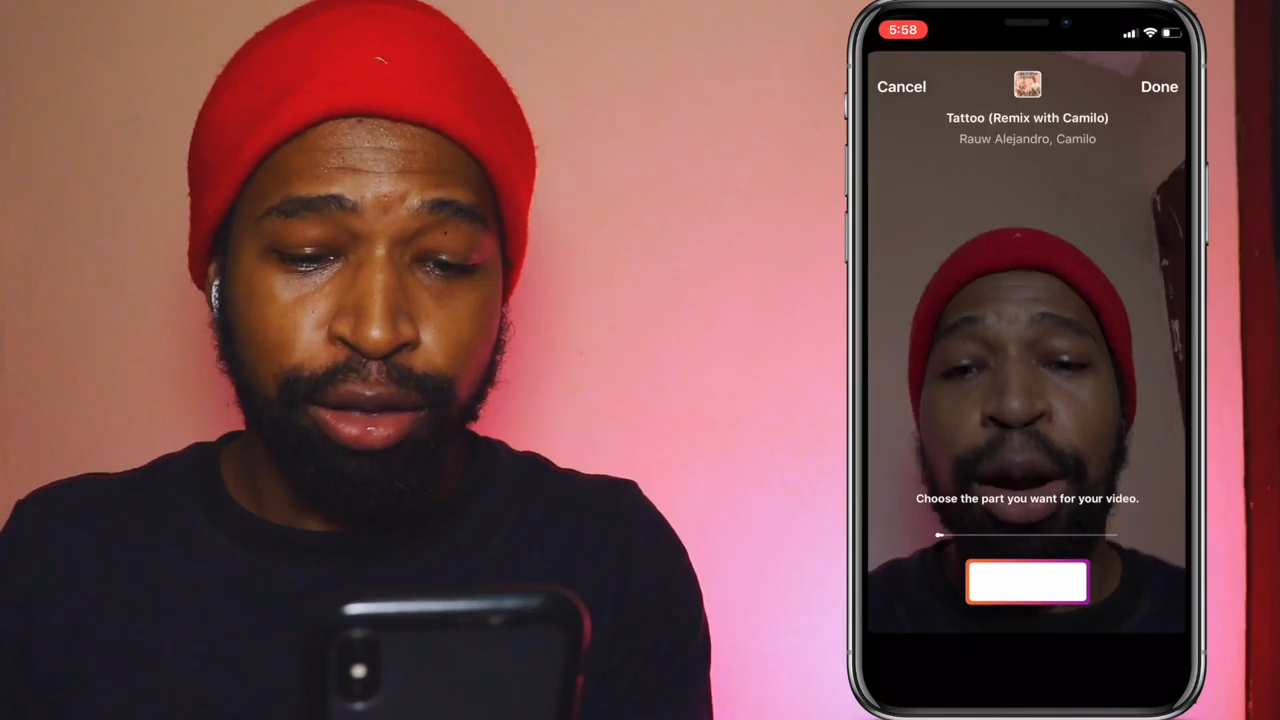 5:58
Cancel
Done
Tattoo (Remix with Camilo)
Rauw Alejandro, Camilo
Choose the part you want for your video.